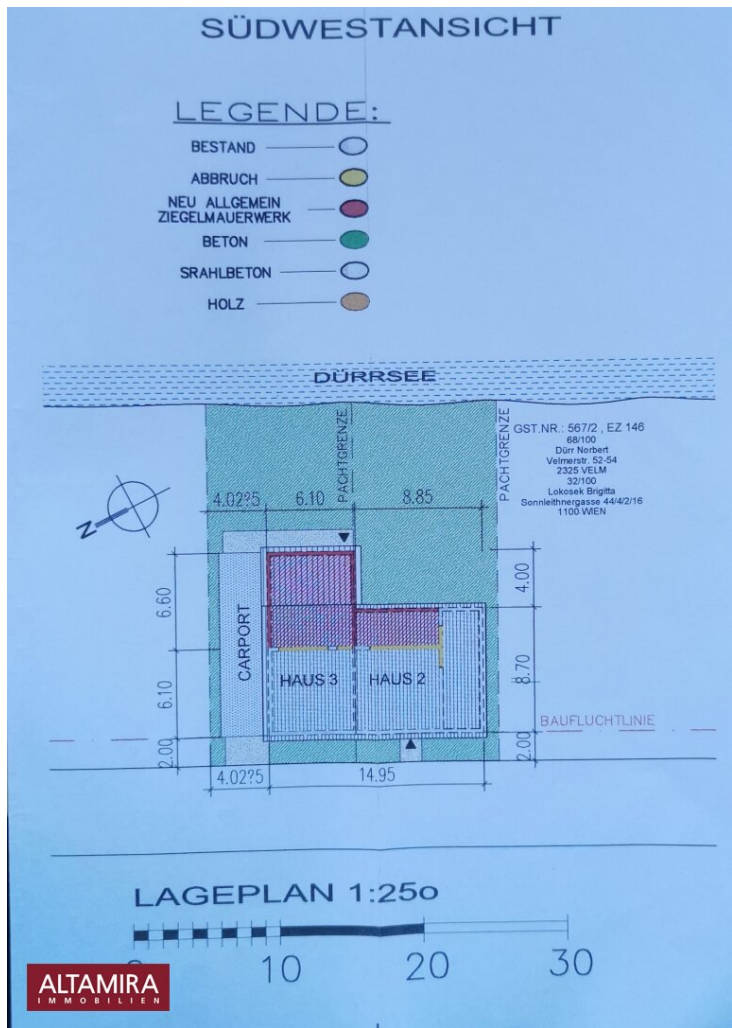 SÜDWESTANSICHT
LEGENDE:
BESTAND
ABBRUCH
NEU ALLGEMEIN
ZIEGELMAUERWERK
BETON
SRAHLBETON
HOLZ
DÜRRSEE
PACHTGRENZE
PACHTGRENZE
GST.NR.: 567/2 , EZ 146
68/100
Dürr Norbert
Velmerstr. 52-54
2325 VELM
32/100
Lokosek Brigitta
Sonnleithnergasse 44/4/2/16
1100 WIEN
N
4.02?5 6.10 8.85
6.60
4.00
CARPORT
HAUS 3
HAUS 2
6.10
8.70
BAUFLUCHTLINIE
2.00
2.00
4.02?5 14.95
LAGEPLAN 1:25o
10 20 30
ALTAMIRA
IMMOBILIEN